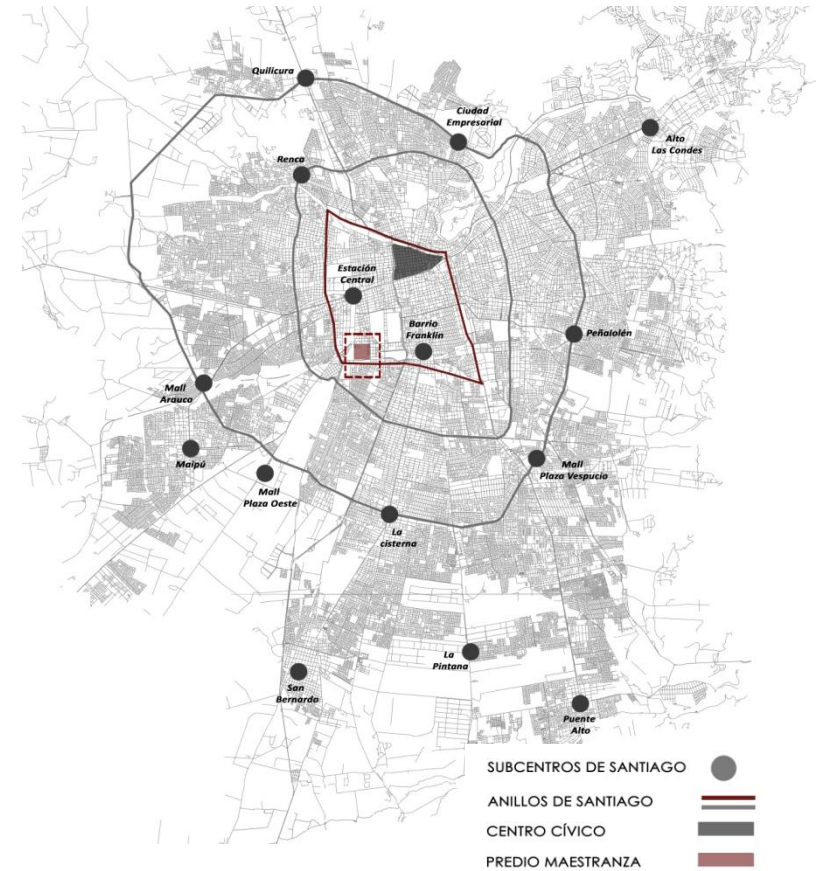 Quilicura
Ciudad
Empresarial
Alto
Las Condes
Renca
Estación
Central
Barrio
Franklin
Peñalolén
Mall
Arauco
Maipú
Mall
Plaza Oeste
Mall
Plaza Vespucio
La
cisterna
La
Pintana
San
Bernardo
Puente
Alto
SUBCENTROS DE SANTIAGO
ANILLOS DE SANTIAGO
CENTRO CÍVICO
PREDIO MAESTRANZA